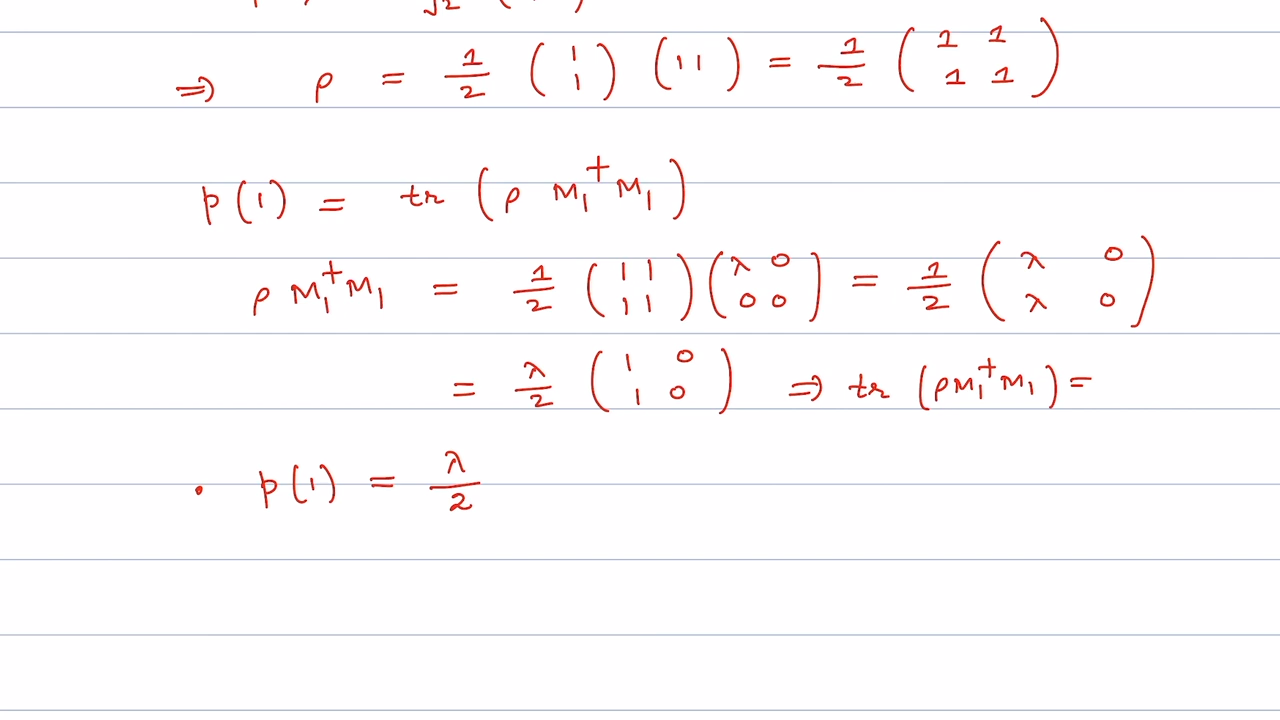 √2 (
⇒ ρ = 1/2 (1 1) (1 1) = 1/2 (1 1 1 1)
p(1) = tr (ρ M₁⁺M₁)
ρ M₁⁺M₁ = 1/2 (1 1 1 1)(λ 0 0 0) = 1/2 (λ 0 λ 0)
= λ/2 (1 0 1 0) ⇒ tr (ρM₁⁺M₁) =
• p(1) = λ/2